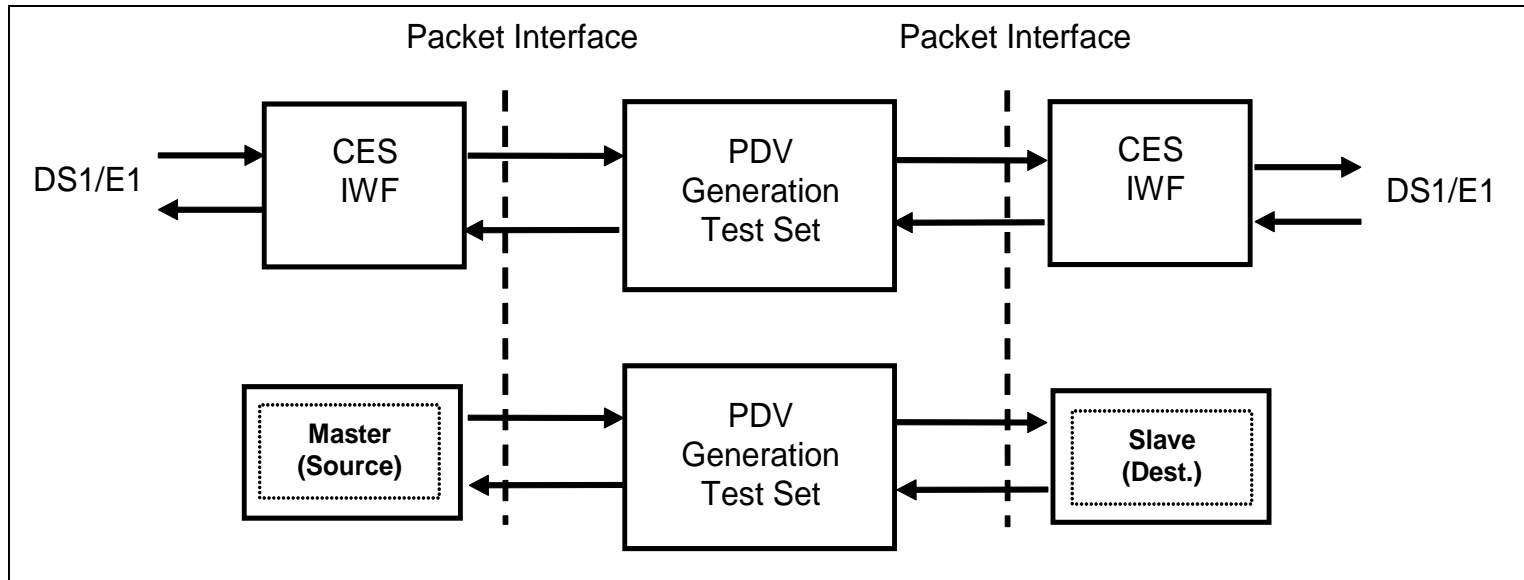 Packet Interface
Packet Interface
DS1/E1
CES
IWF
PDV
Generation
Test Set
CES
IWF
DS1/E1
Master
(Source)
PDV
Generation
Test Set
Slave
(Dest.)